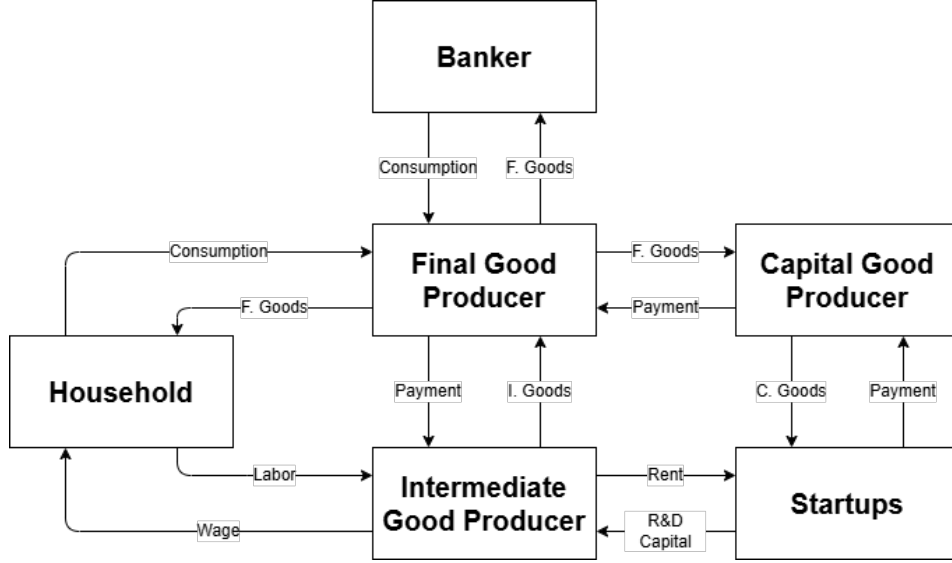 Banker
Consumption
F. Goods
Consumption
Final Good
Producer
F. Goods
Capital Good
Producer
F. Goods
Payment
Household
Payment
I. Goods
C. Goods
Payment
Labor
Intermediate
Good Producer
Rent
Startups
Wage
R&D
Capital